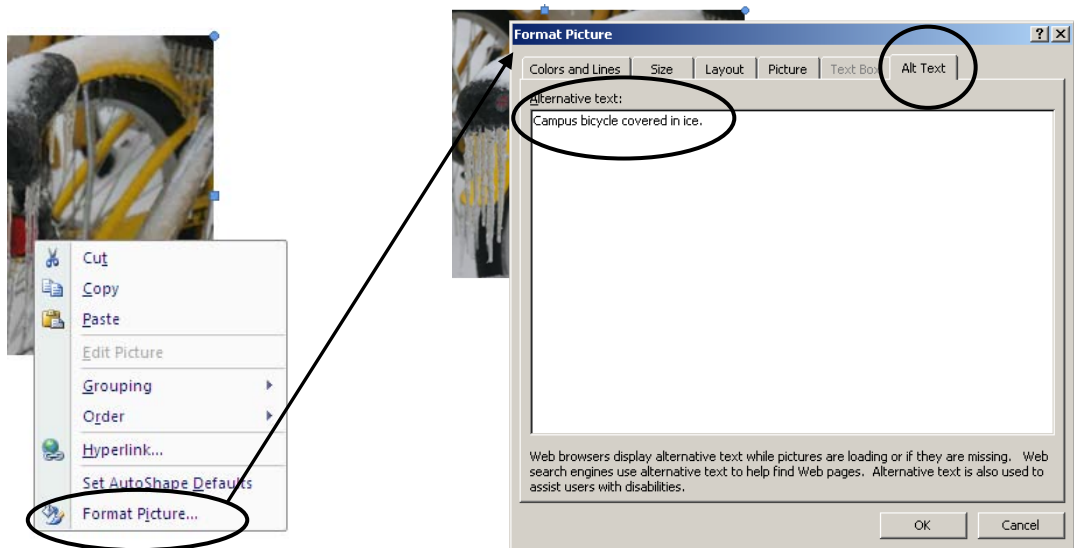 Cut
Copy
Paste
Edit Picture
Grouping
Order
Hyperlink...
Set AutoShape Defaults
Format Picture...
Format Picture
Colors and Lines Size Layout Picture Text Box Alt Text
Alternative text:
Campus bicycle covered in ice.
Web browsers display alternative text while pictures are loading or if they are missing. Web
search engines use alternative text to help find Web pages. Alternative text is also used to
assist users with disabilities.
OK Cancel